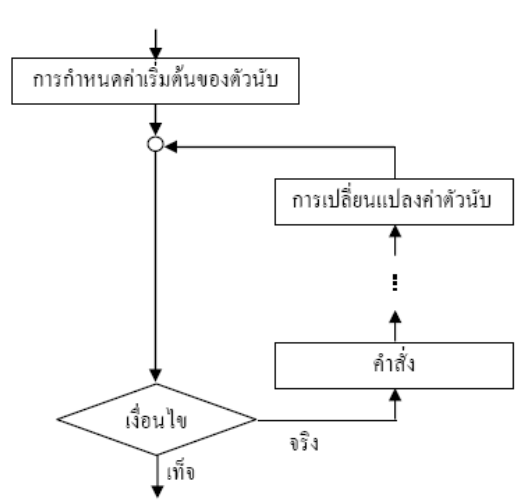 การกำหนดค่าเริ่มต้นของตัวนับ
การเปลี่ยนแปลงค่าตัวนับ
คำสั่ง
เงื่อนไข
จริง
เท็จ